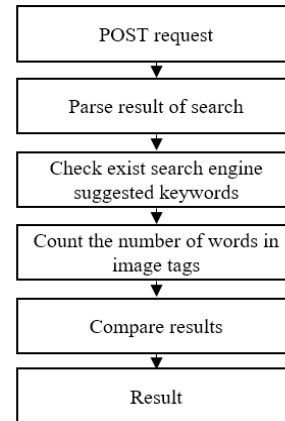 POST request
Parse result of search
Check exist search engine
suggested keywords
Count the number of words in
image tags
Compare results
Result